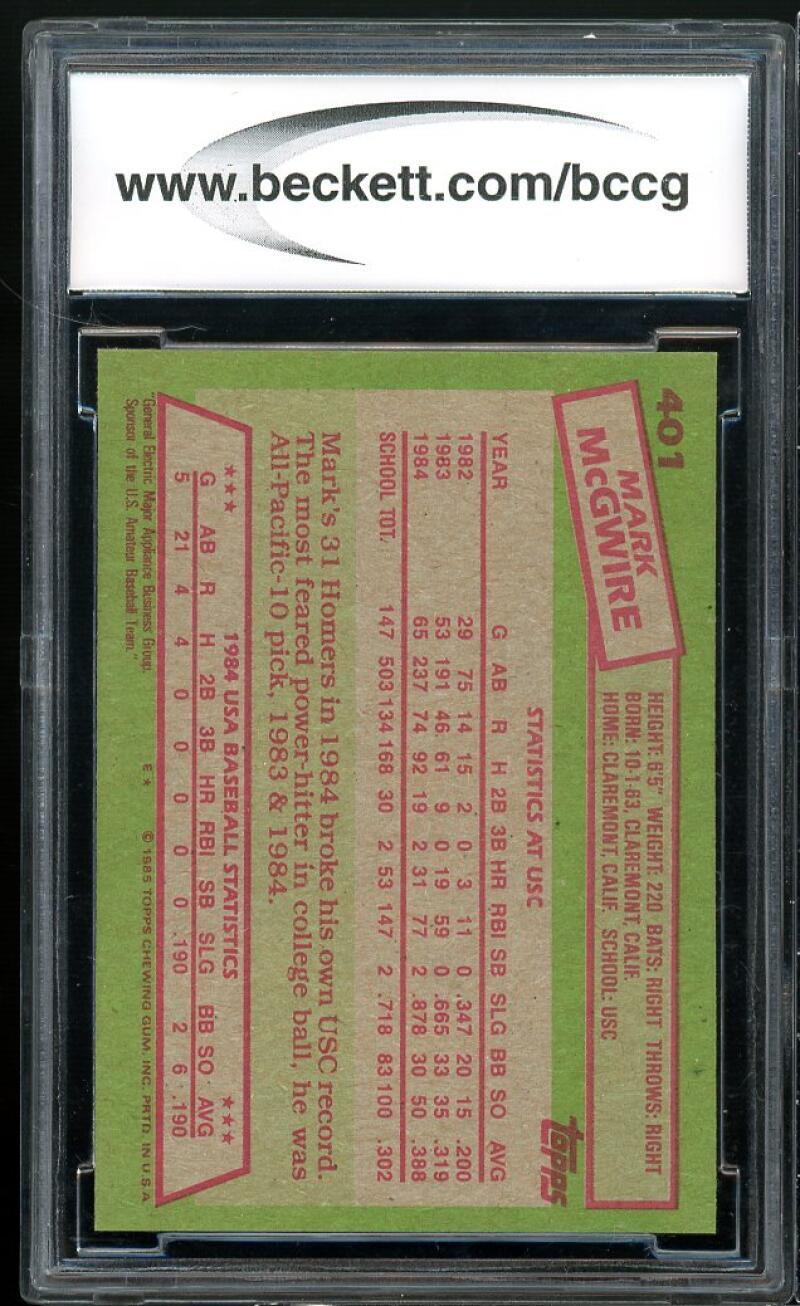 www.beckett.com/bccg
401
MARK
McGWIRE
HEIGHT: 6'5" WEIGHT: 220 BATS: RIGHT THROWS: RIGHT
BORN: 10-1-83, CLAREMONT, CALIF.
HOME: CLAREMONT, CALIF. SCHOOL: USC
topps
STATISTICS AT USC
YEAR G AB R H 2B 3B HR RBI SB SLG BB SO AVG
1982 29 75 14 15 2 0 3 11 0 .347 20 15 .200
1983 53 191 46 61 9 0 19 59 0 .665 33 35 .319
1984 65 237 74 92 19 2 31 77 2 .878 30 50 .388
SCHOOL TOT. 147 503 134 168 30 2 53 147 2 .718 83 100 .302
Mark's 31 Homers in 1984 broke his own USC record.
The most feared power-hitter in college ball, he was
All-Pacific-10 pick, 1983 & 1984.
★★★ 1984 USA BASEBALL STATISTICS ★★★
G AB R H 2B 3B HR RBI SB SLG BB SO AVG
5 21 4 4 0 0 0 0 0 .190 2 6 .190
"General Electric Major Appliance Business Group,
Sponsor of the U.S. Amateur Baseball Team."
E* © 1985 TOPPS CHEWING GUM, INC. PRTD. IN U.S.A.